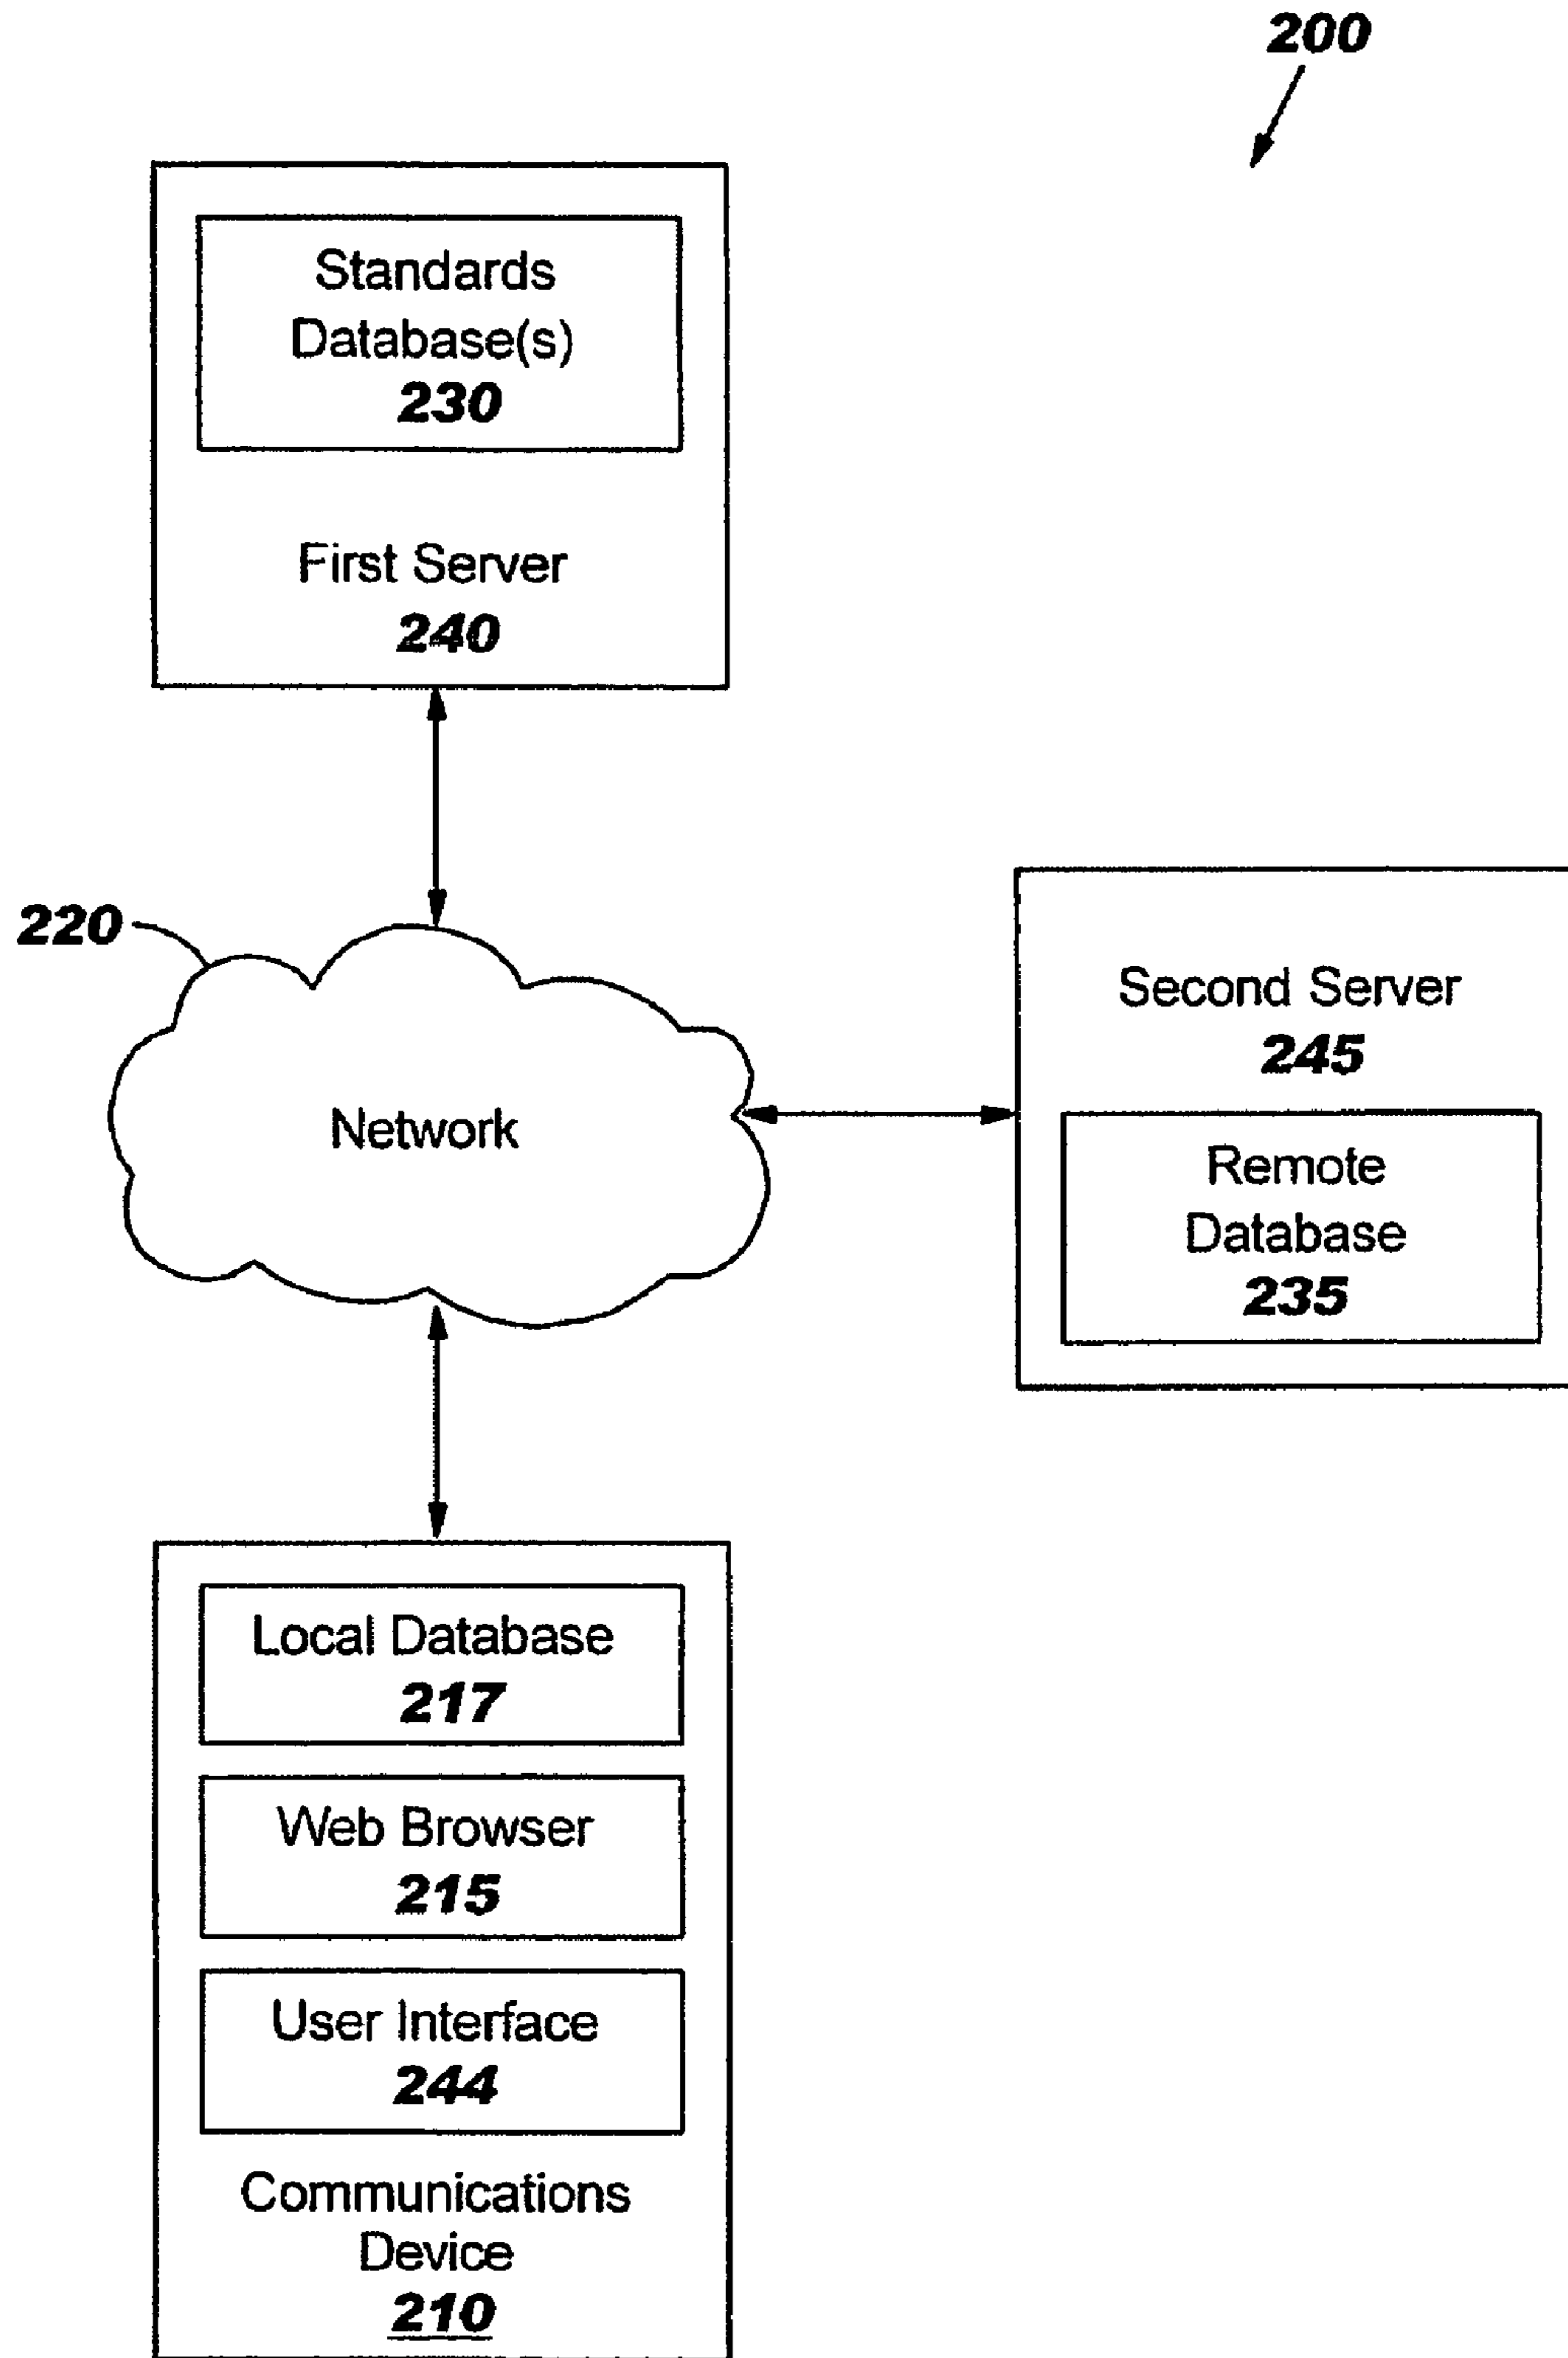 200
Standards
Database(s)
230
First Server
240
220
Network
Second Server
245
Remote
Database
235
Local Database
217
Web Browser
215
User Interface
244
Communications
Device
210